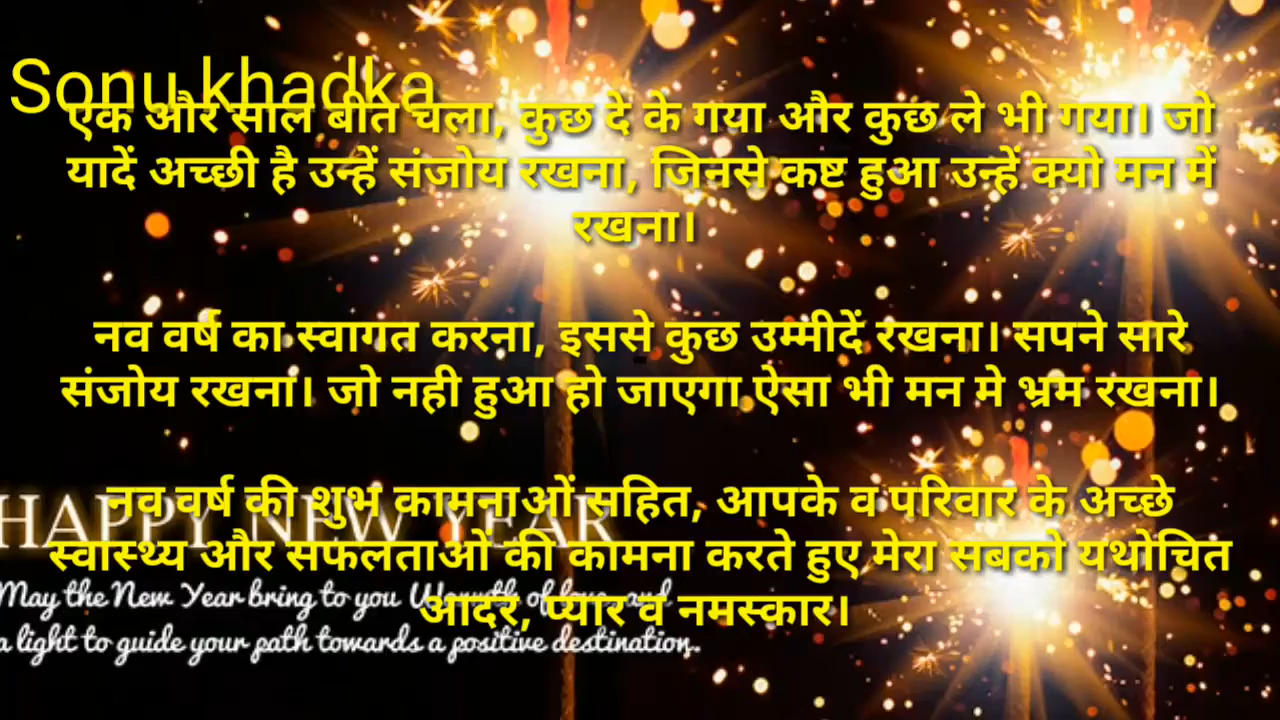 Sonu khadka
एक और साल बीत चला, कुछ दे के गया और कुछ ले भी गया। जो
यादें अच्छी है उन्हें संजोय रखना, जिनसे कष्ट हुआ उन्हें क्यो मन में
रखना।
नव वर्ष का स्वागत करना, इससे कुछ उम्मीदें रखना। सपने सारे
संजोय रखना। जो नही हुआ हो जाएगा ऐसा भी मन मे भ्रम रखना।
नव वर्ष की शुभ कामनाओं सहित, आपके व परिवार के अच्छे
स्वास्थ्य और सफलताओं की कामना करते हुए मेरा सबको यथोचित
आदर, प्यार व नमस्कार।
HAPPY NEW YEAR
May the New Year bring to you Warmth of love, and
a light to guide your path towards a positive destination.